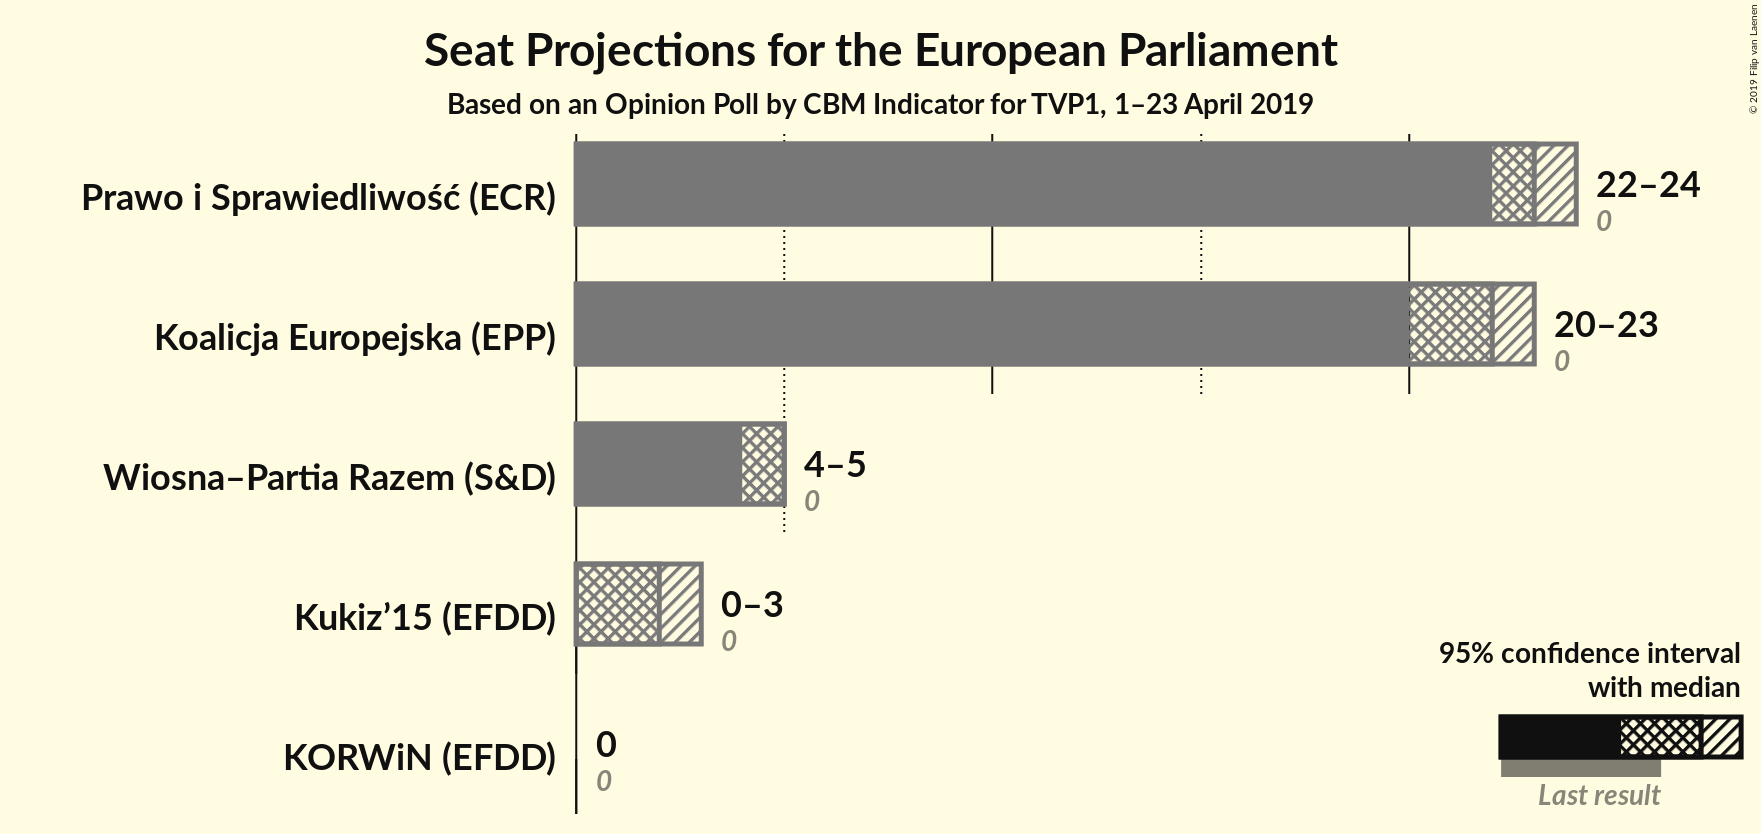 Seat Projections for the European Parliament
Based on an Opinion Poll by CBM Indicator for TVP1, 1–23 April 2019
© 2019 Filip van Laenen
Prawo i Sprawiedliwość (ECR)
22–24
0
Koalicja Europejska (EPP)
20–23
0
Wiosna–Partia Razem (S&D)
4–5
0
Kukiz’15 (EFDD)
0–3
0
KORWiN (EFDD)
0
0
95% confidence interval
with median
Last result